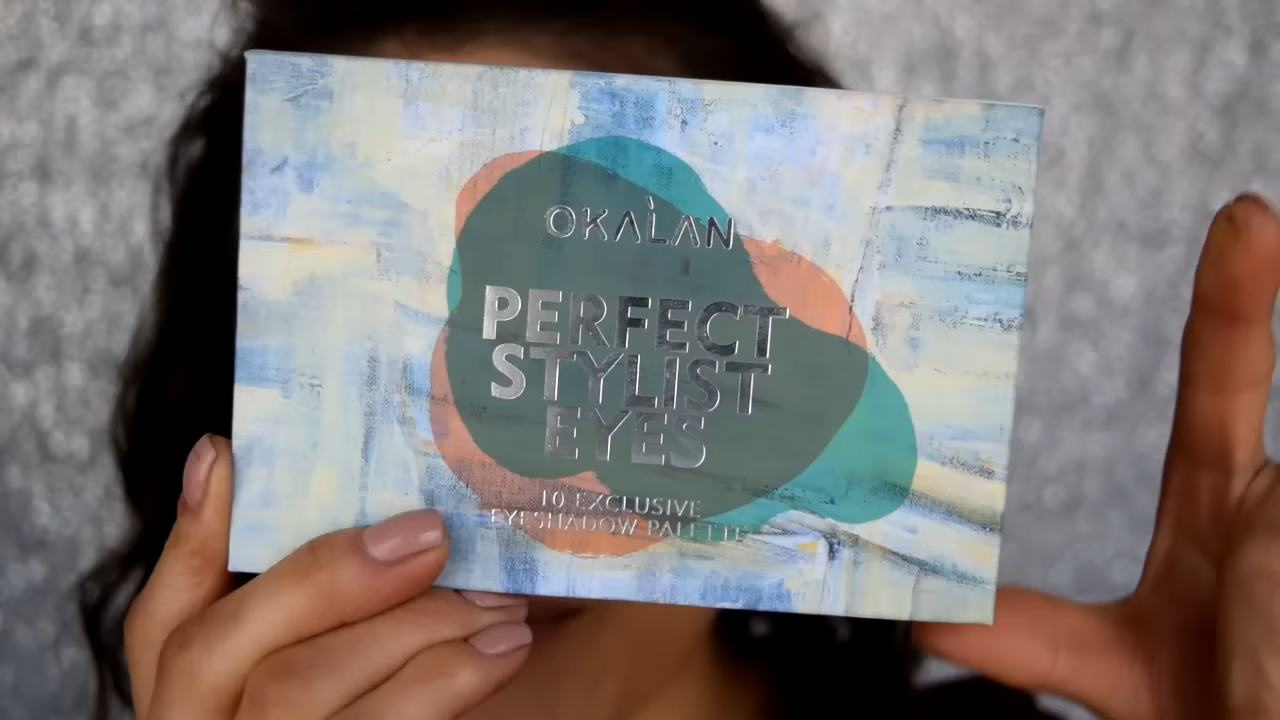 OKALAN
PERFECT
STYLIST
EYES
10 EXCLUSIVE
EYESHADOW PALETTE